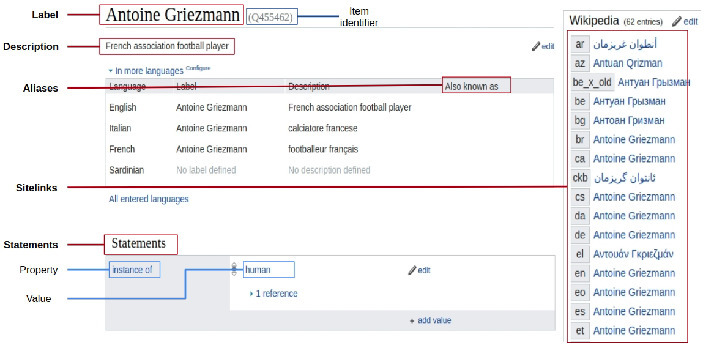 Label
Antoine Griezmann (Q455462)
Item identifier
Description
French association football player
edit
In more languages Configure
Aliases
Language Label Description Also known as
English Antoine Griezmann French association football player
Italian Antoine Griezmann calciatore francese
French Antoine Griezmann footballeur français
Sardinian No label defined No description defined
Sitelinks
All entered languages
Statements
Statements
Property
instance of
human
edit
Value
1 reference
+ add value
Wikipedia (62 entries) edit
ar أنطوان غريزمان
az Antuan Qrizman
be_x_old Антуан Грызман
be Антуан Грызман
bg Антоан Гризман
br Antoine Griezmann
ca Antoine Griezmann
ckb ئانتوان گریزمان
cs Antoine Griezmann
da Antoine Griezmann
de Antoine Griezmann
el Αντουάν Γκριεζμάν
en Antoine Griezmann
eo Antoine Griezmann
es Antoine Griezmann
et Antoine Griezmann